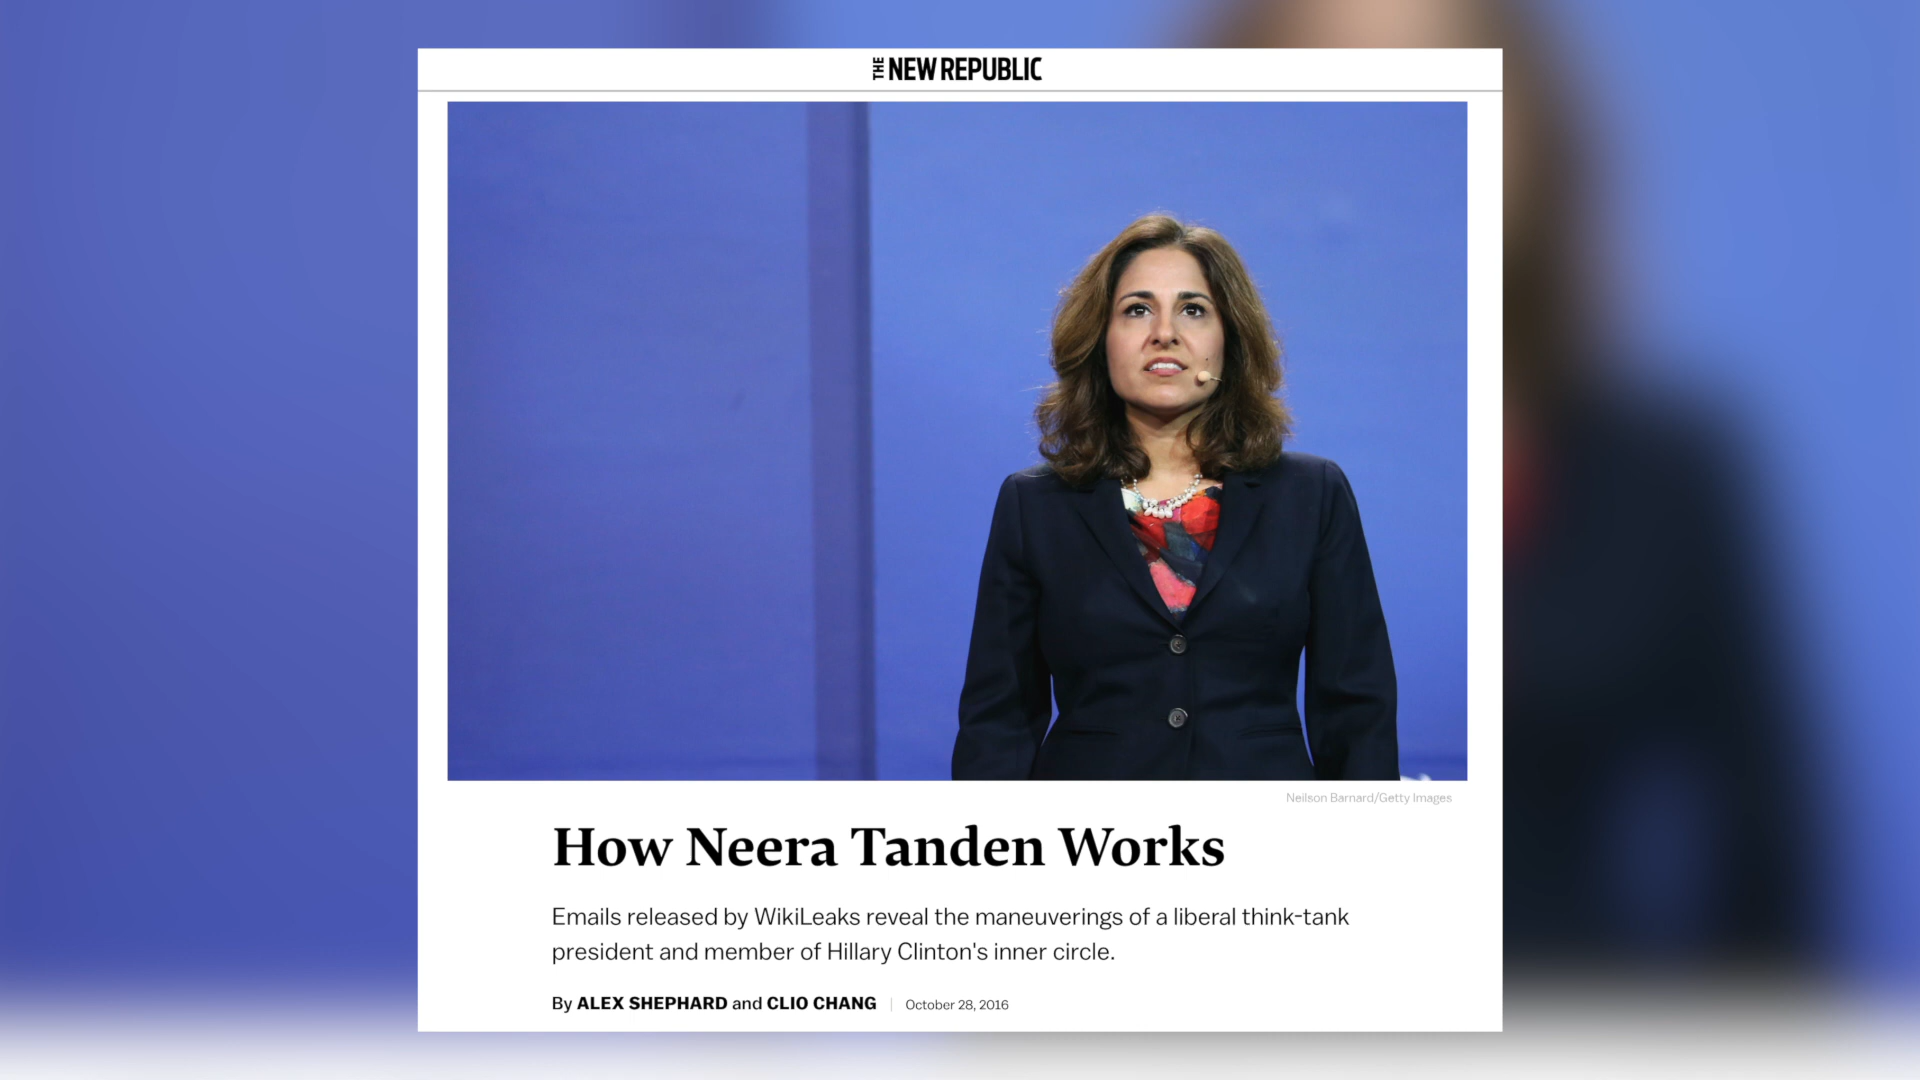 THE NEW REPUBLIC
Neilson Barnard/Getty Images
How Neera Tanden Works
Emails released by WikiLeaks reveal the maneuverings of a liberal think-tank
president and member of Hillary Clinton's inner circle.
By ALEX SHEPHARD and CLIO CHANG | October 28, 2016